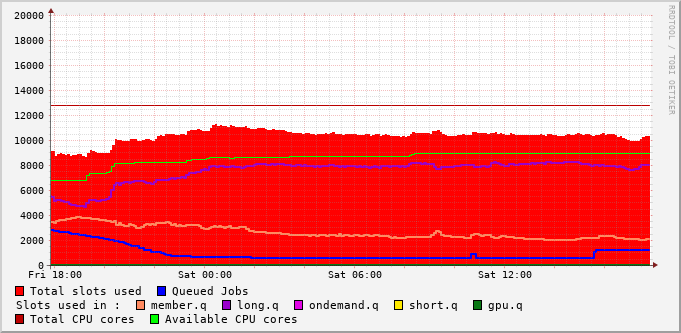 RRDTOOL / TOBI OETIKER
20000
18000
16000
14000
12000
10000
8000
6000
4000
2000
0
Fri 18:00 Sat 00:00 Sat 06:00 Sat 12:00
Total slots used Queued Jobs
Slots used in : member.q long.q ondemand.q short.q gpu.q
Total CPU cores Available CPU cores